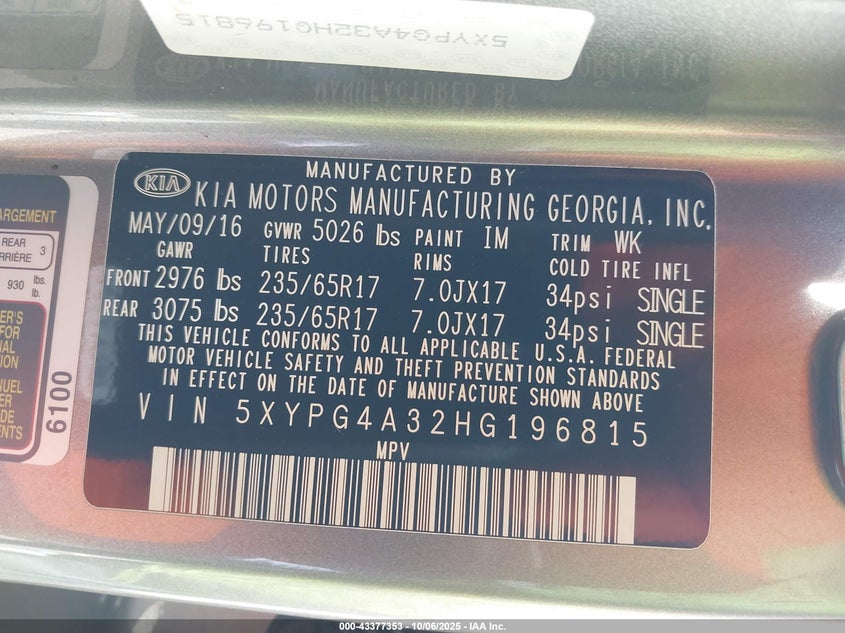 5XYPG4A32HG196815
MANUFACTURED BY
KIA KIA MOTORS MANUFACTURING GEORGIA, INC.
MAY/09/16 GVWR 5026 lbs PAINT IM TRIM WK
GAWR TIRES RIMS COLD TIRE INFL
FRONT 2976 lbs 235/65R17 7.0JX17 34psi SINGLE
REAR 3075 lbs 235/65R17 7.0JX17 34psi SINGLE
THIS VEHICLE CONFORMS TO ALL APPLICABLE U.S.A. FEDERAL
MOTOR VEHICLE SAFETY AND THEFT PREVENTION STANDARDS
IN EFFECT ON THE DATE OF MANUFACTURE SHOWN ABOVE
VIN 5XYPG4A32HG196815
MPV
REAR 3
930 lbs.
lb.
6100
000-43377353 - 10/06/2025 - IAA Inc.